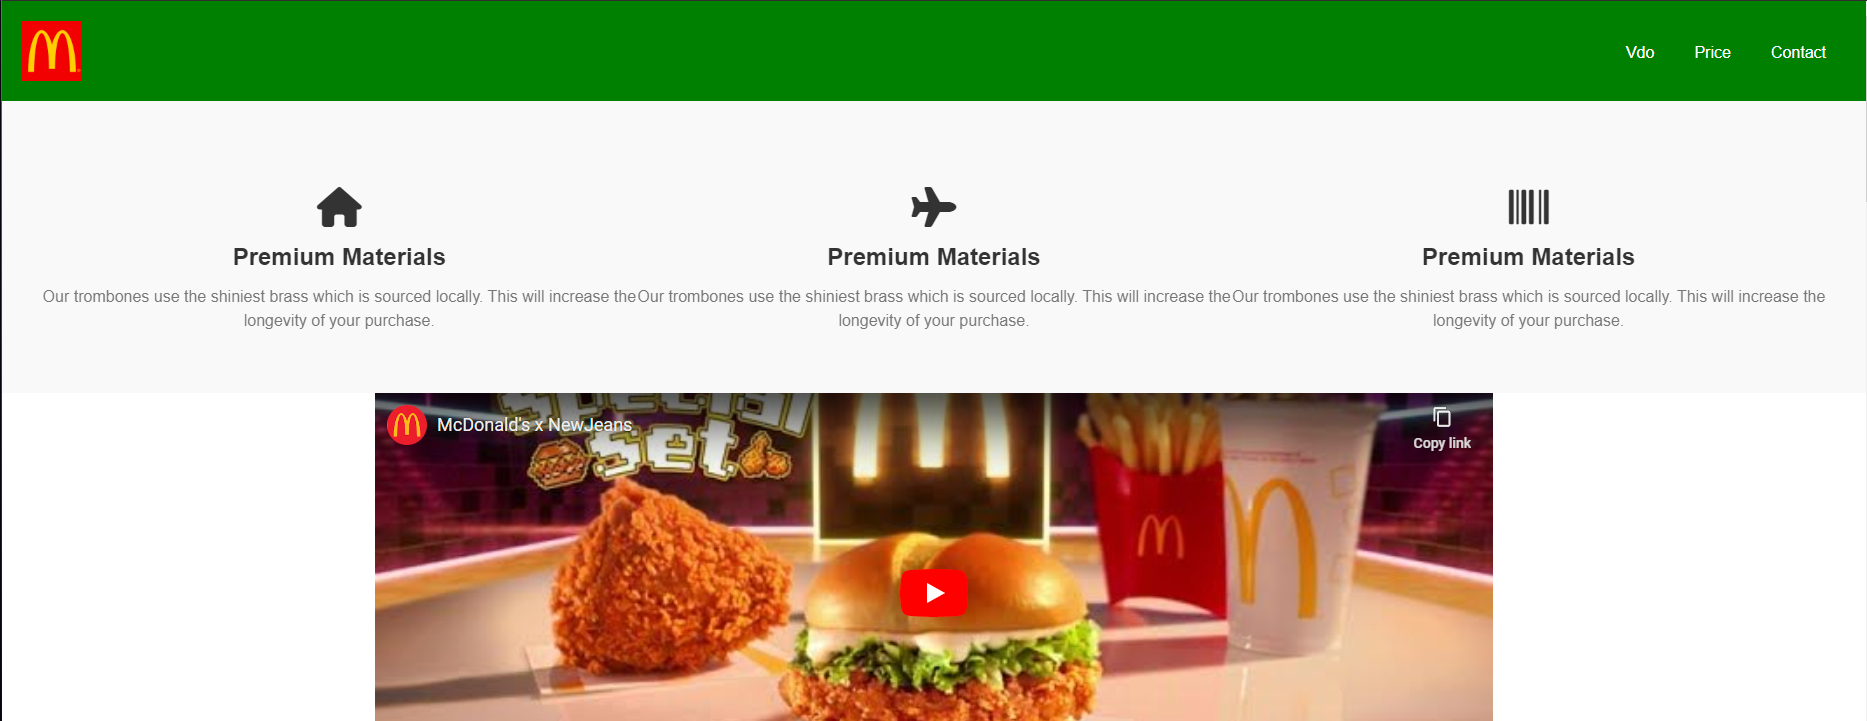 Vdo Price Contact
Premium Materials
Our trombones use the shiniest brass which is sourced locally. This will increase the
longevity of your purchase.
Premium Materials
Our trombones use the shiniest brass which is sourced locally. This will increase the
longevity of your purchase.
Premium Materials
Our trombones use the shiniest brass which is sourced locally. This will increase the
longevity of your purchase.
McDonald's x NewJeans
Copy link
special
set